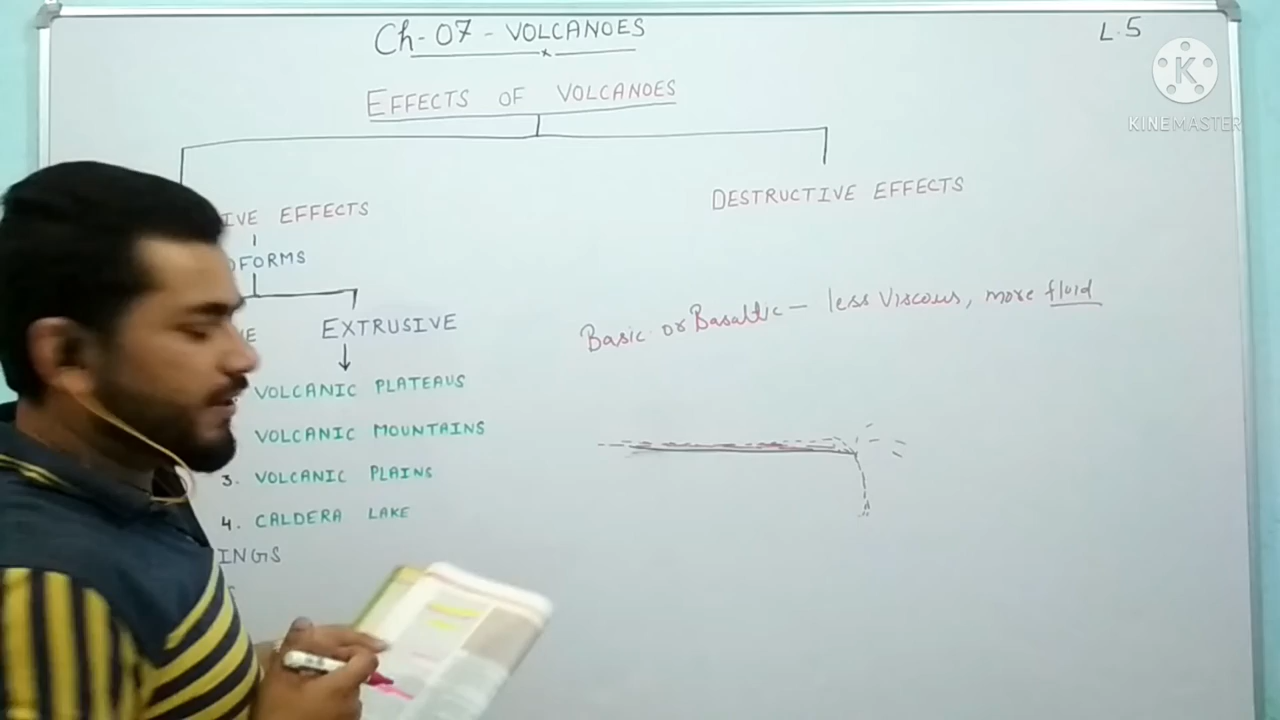 Ch-07 - VOLCANOES
L.5
KINEMASTER
EFFECTS OF VOLCANOES
IVE EFFECTS
DESTRUCTIVE EFFECTS
FORMS
EXTRUSIVE
Basic or Basaltic — less Viscous, more fluid
VOLCANIC PLATEAUS
VOLCANIC MOUNTAINS
3. VOLCANIC PLAINS
4. CALDERA LAKE
INGS